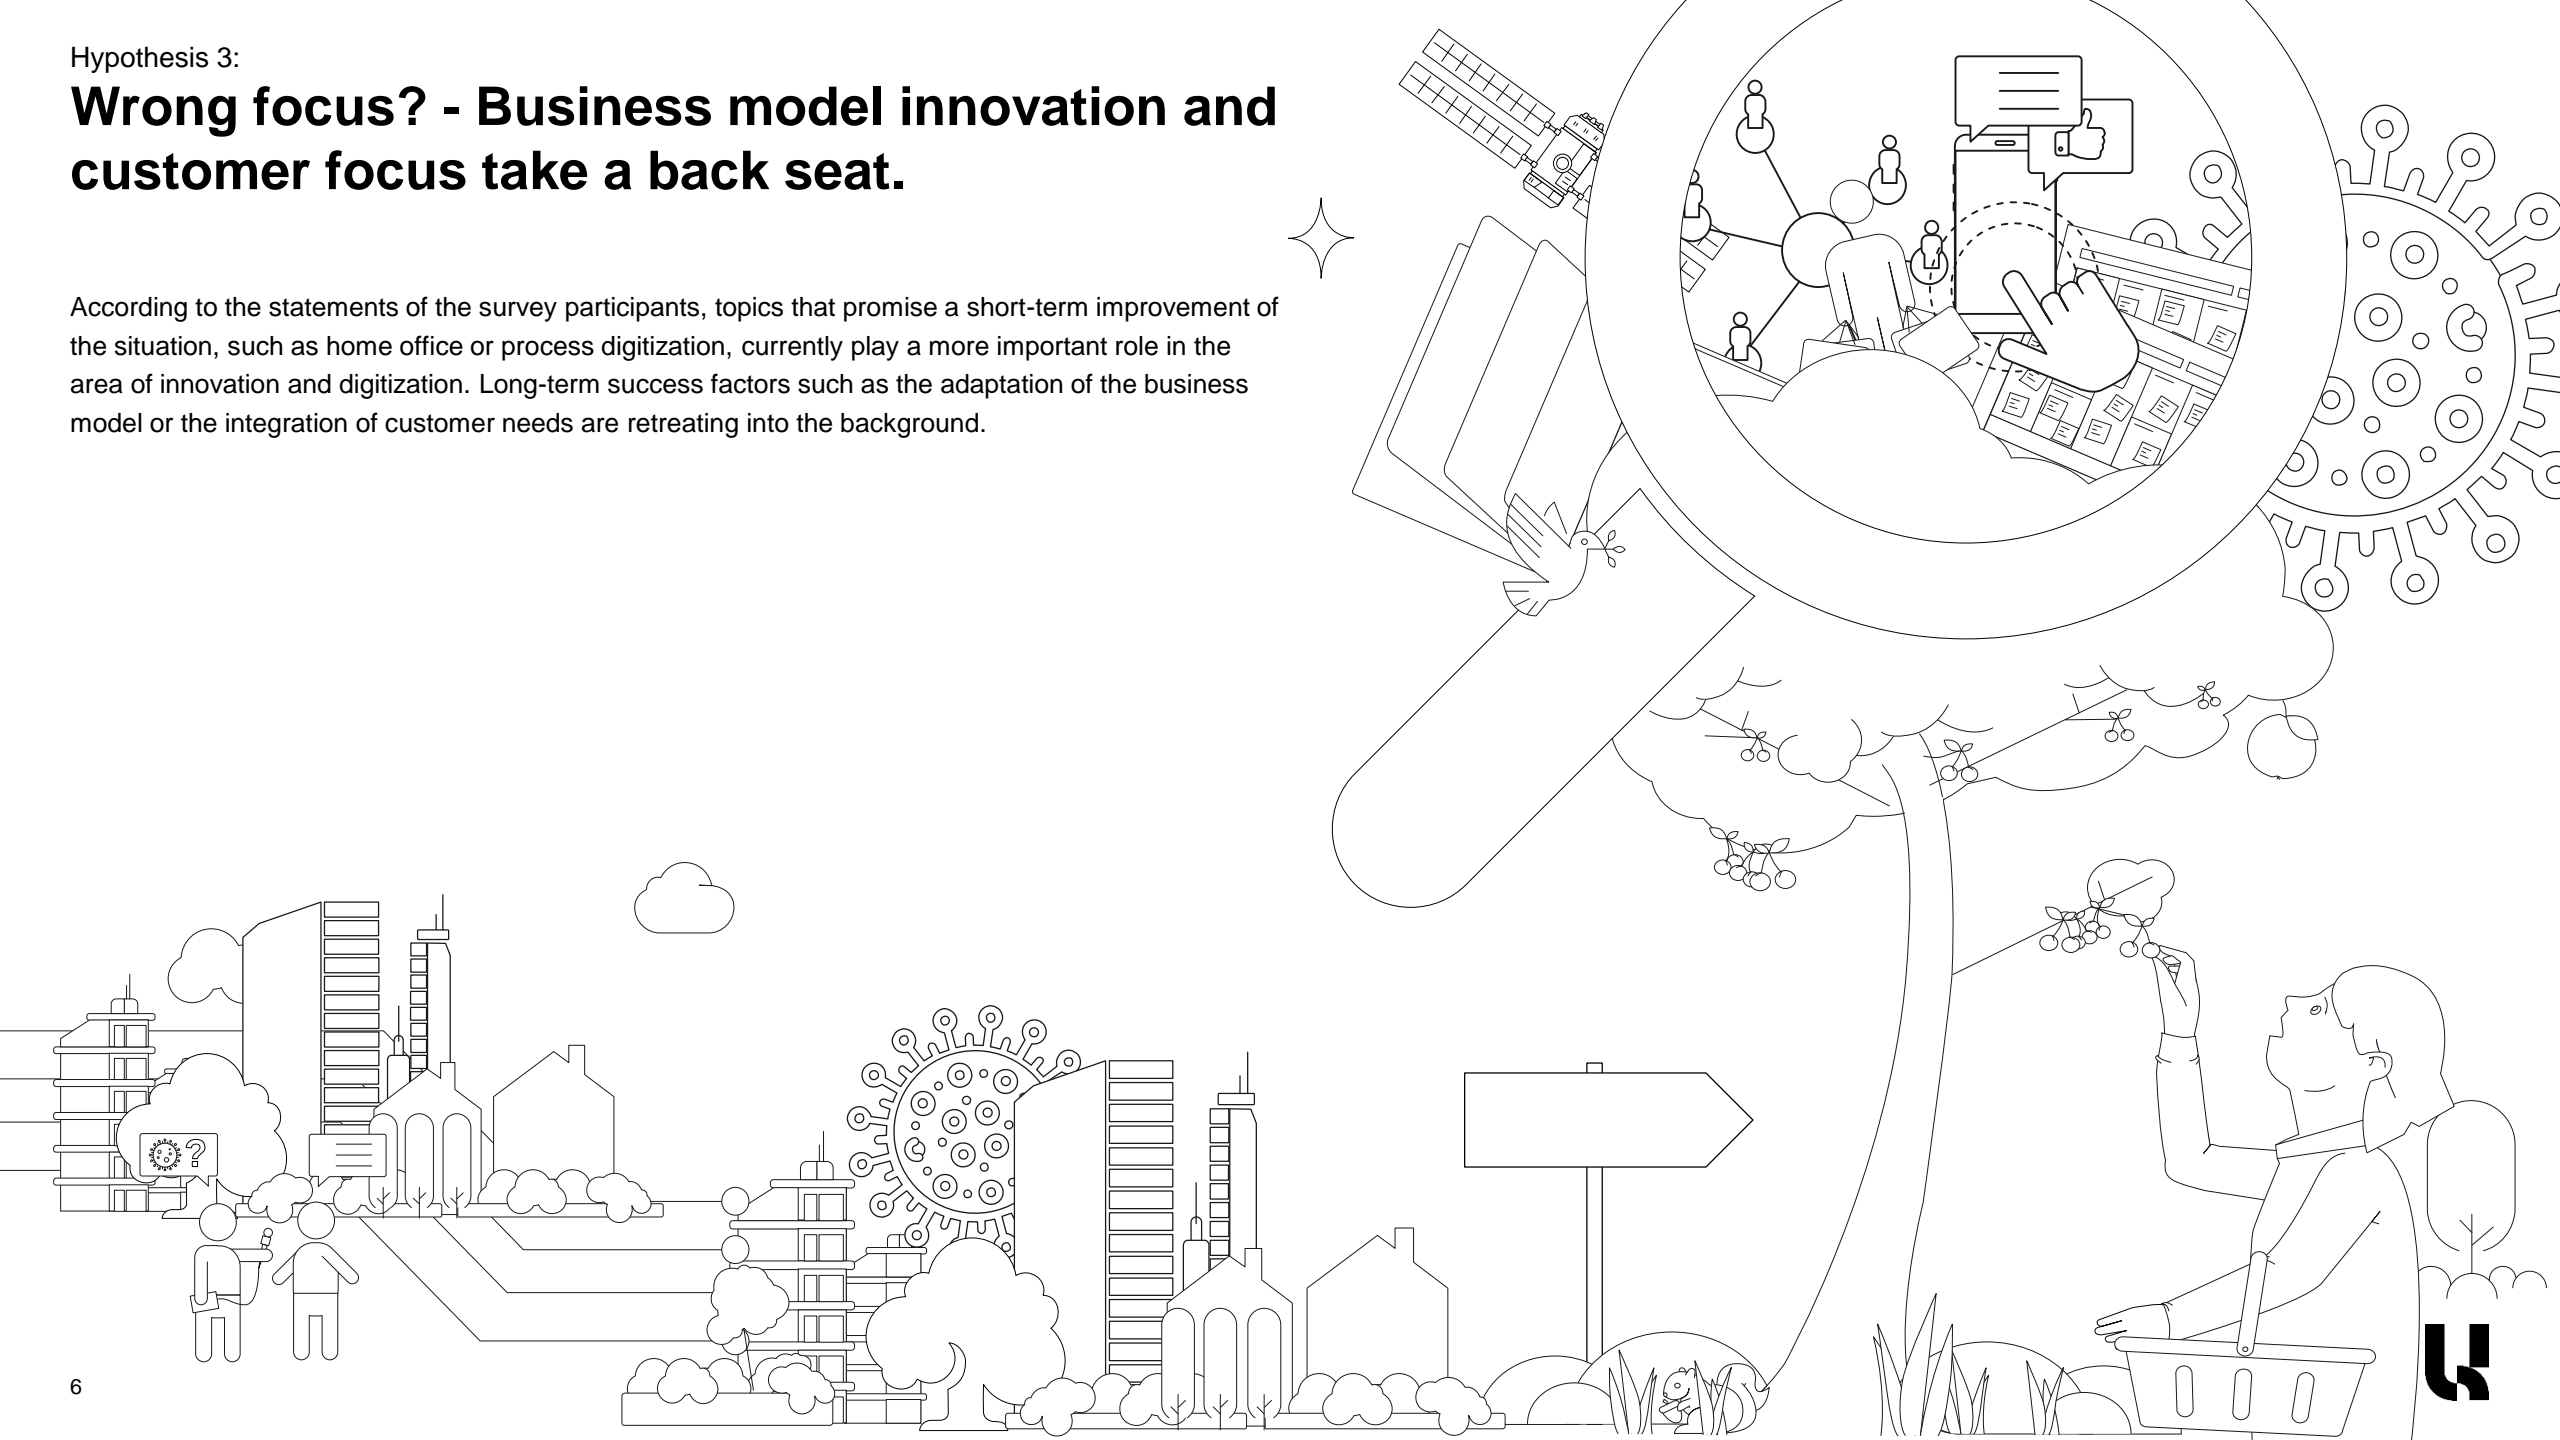 Hypothesis 3:
Wrong focus? - Business model innovation and
customer focus take a back seat.
According to the statements of the survey participants, topics that promise a short-term improvement of
the situation, such as home office or process digitization, currently play a more important role in the
area of innovation and digitization. Long-term success factors such as the adaptation of the business
model or the integration of customer needs are retreating into the background.
?
6